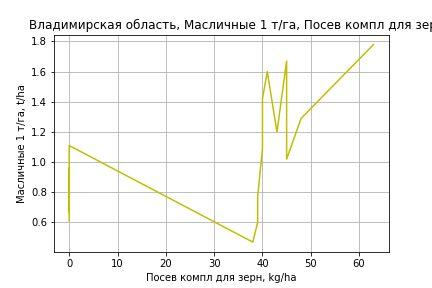 Владимирская область, Масличные 1 т/га, Посев компл для зер
1.8
1.6
1.4
1.2
1.0
0.8
0.6
Масличные 1 т/га, t/ha
0 10 20 30 40 50 60
Посев компл для зерн, kg/ha